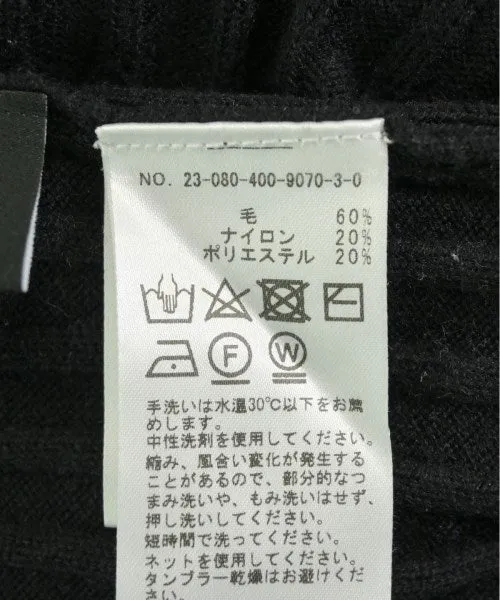 NO. 23-080-400-9070-3-0
毛 60%
ナイロン 20%
ポリエステル 20%
F W
手洗いは水温30℃以下をお薦
めします。
中性洗剤を使用してください。
縮み、風合い変化が発生する
ことがあるので、部分的なつ
まみ洗いや、もみ洗いはせず、
押し洗いしてください。
短時間で洗ってください。
ネットを使用してください。
タンブラー乾燥はお避けくださ
い。